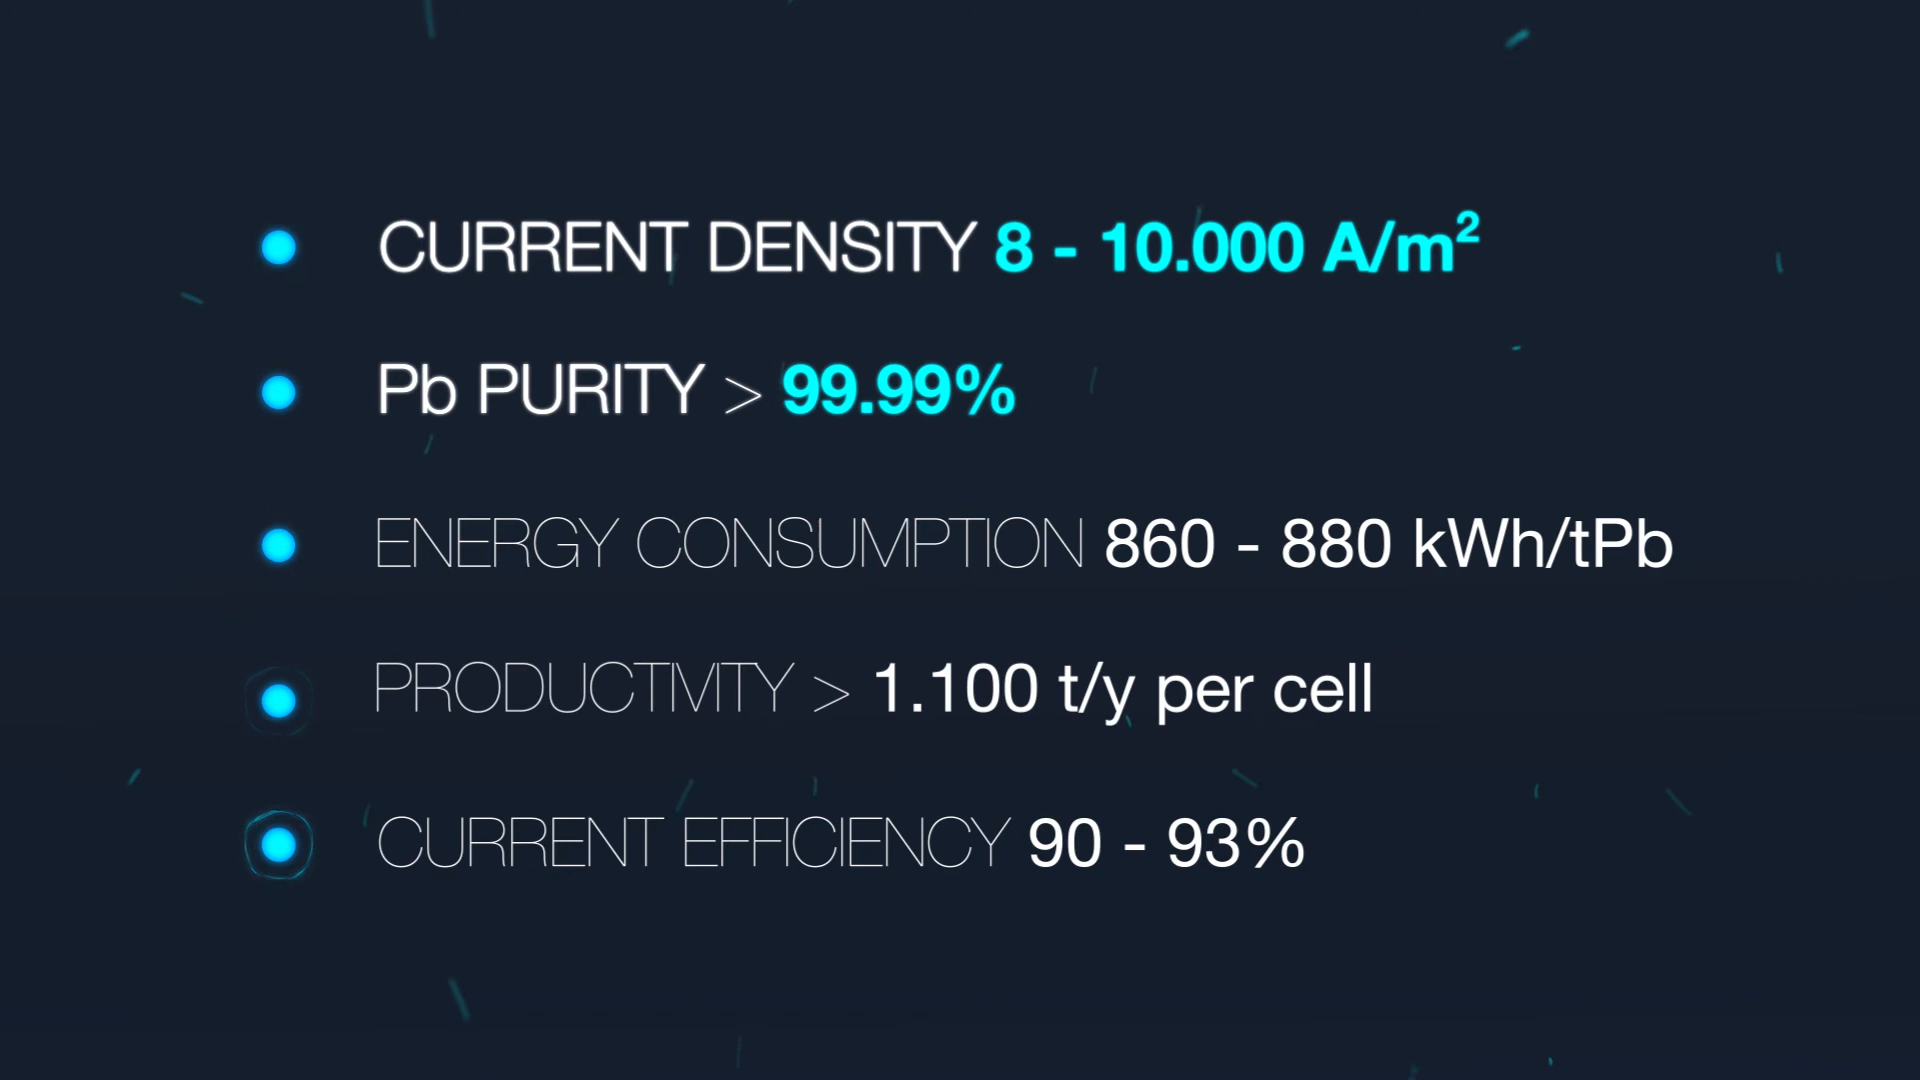 CURRENT DENSITY 8 - 10.000 A/m²
Pb PURITY > 99.99%
ENERGY CONSUMPTION 860 - 880 kWh/tPb
PRODUCTIVITY > 1.100 t/y per cell
CURRENT EFFICIENCY 90 - 93%